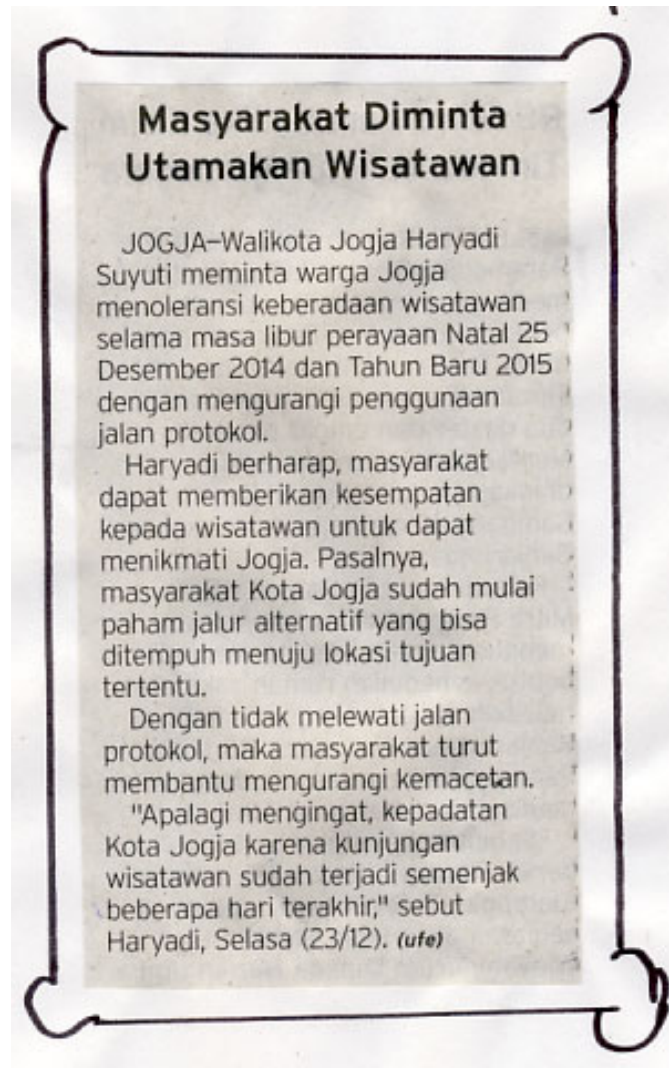 Masyarakat Diminta
Utamakan Wisatawan
JOGJA—Walikota Jogja Haryadi
Suyuti meminta warga Jogja
menoleransi keberadaan wisatawan
selama masa libur perayaan Natal 25
Desember 2014 dan Tahun Baru 2015
dengan mengurangi penggunaan
jalan protokol.
Haryadi berharap, masyarakat
dapat memberikan kesempatan
kepada wisatawan untuk dapat
menikmati Jogja. Pasalnya,
masyarakat Kota Jogja sudah mulai
paham jalur alternatif yang bisa
ditempuh menuju lokasi tujuan
tertentu.
Dengan tidak melewati jalan
protokol, maka masyarakat turut
membantu mengurangi kemacetan.
"Apalagi mengingat, kepadatan
Kota Jogja karena kunjungan
wisatawan sudah terjadi semenjak
beberapa hari terakhir," sebut
Haryadi, Selasa (23/12). (ufe)